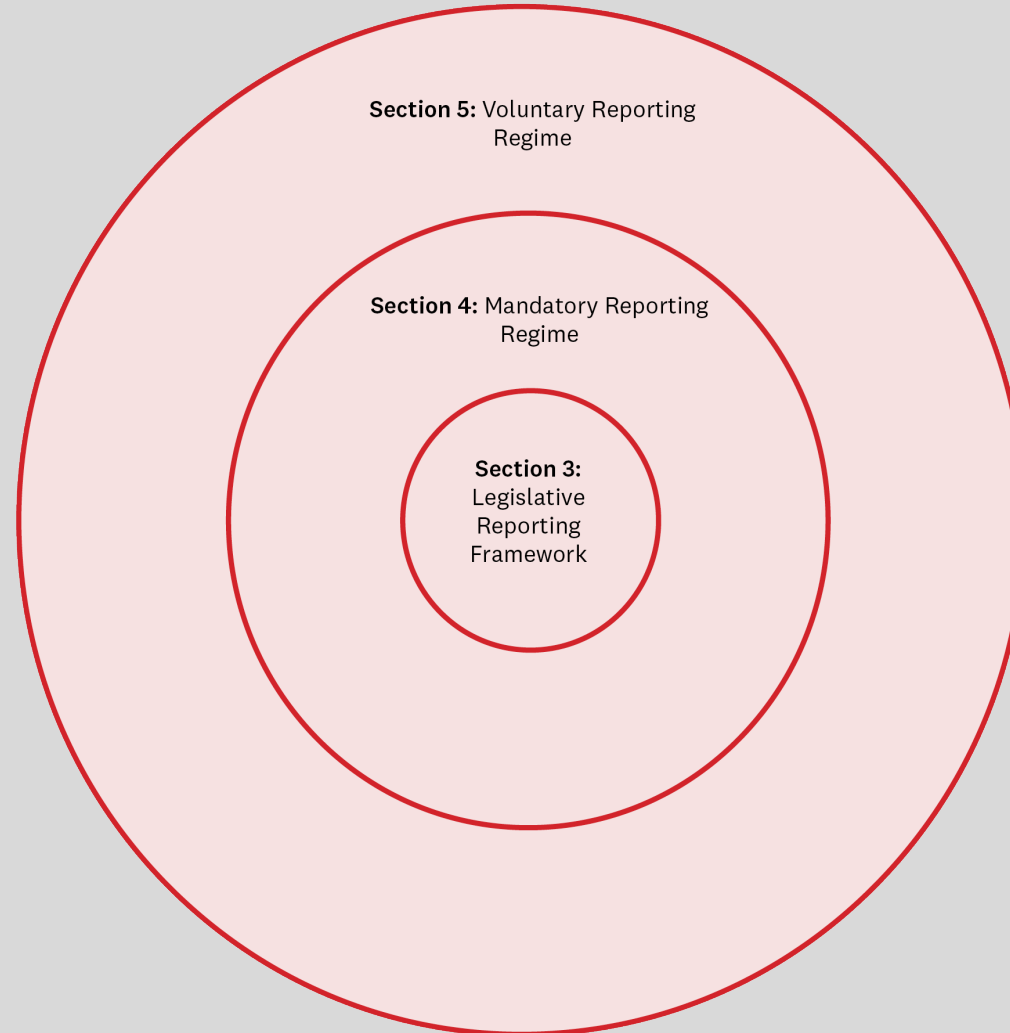 Section 5: Voluntary Reporting
Regime
Section 4: Mandatory Reporting
Regime
Section 3:
Legislative
Reporting
Framework